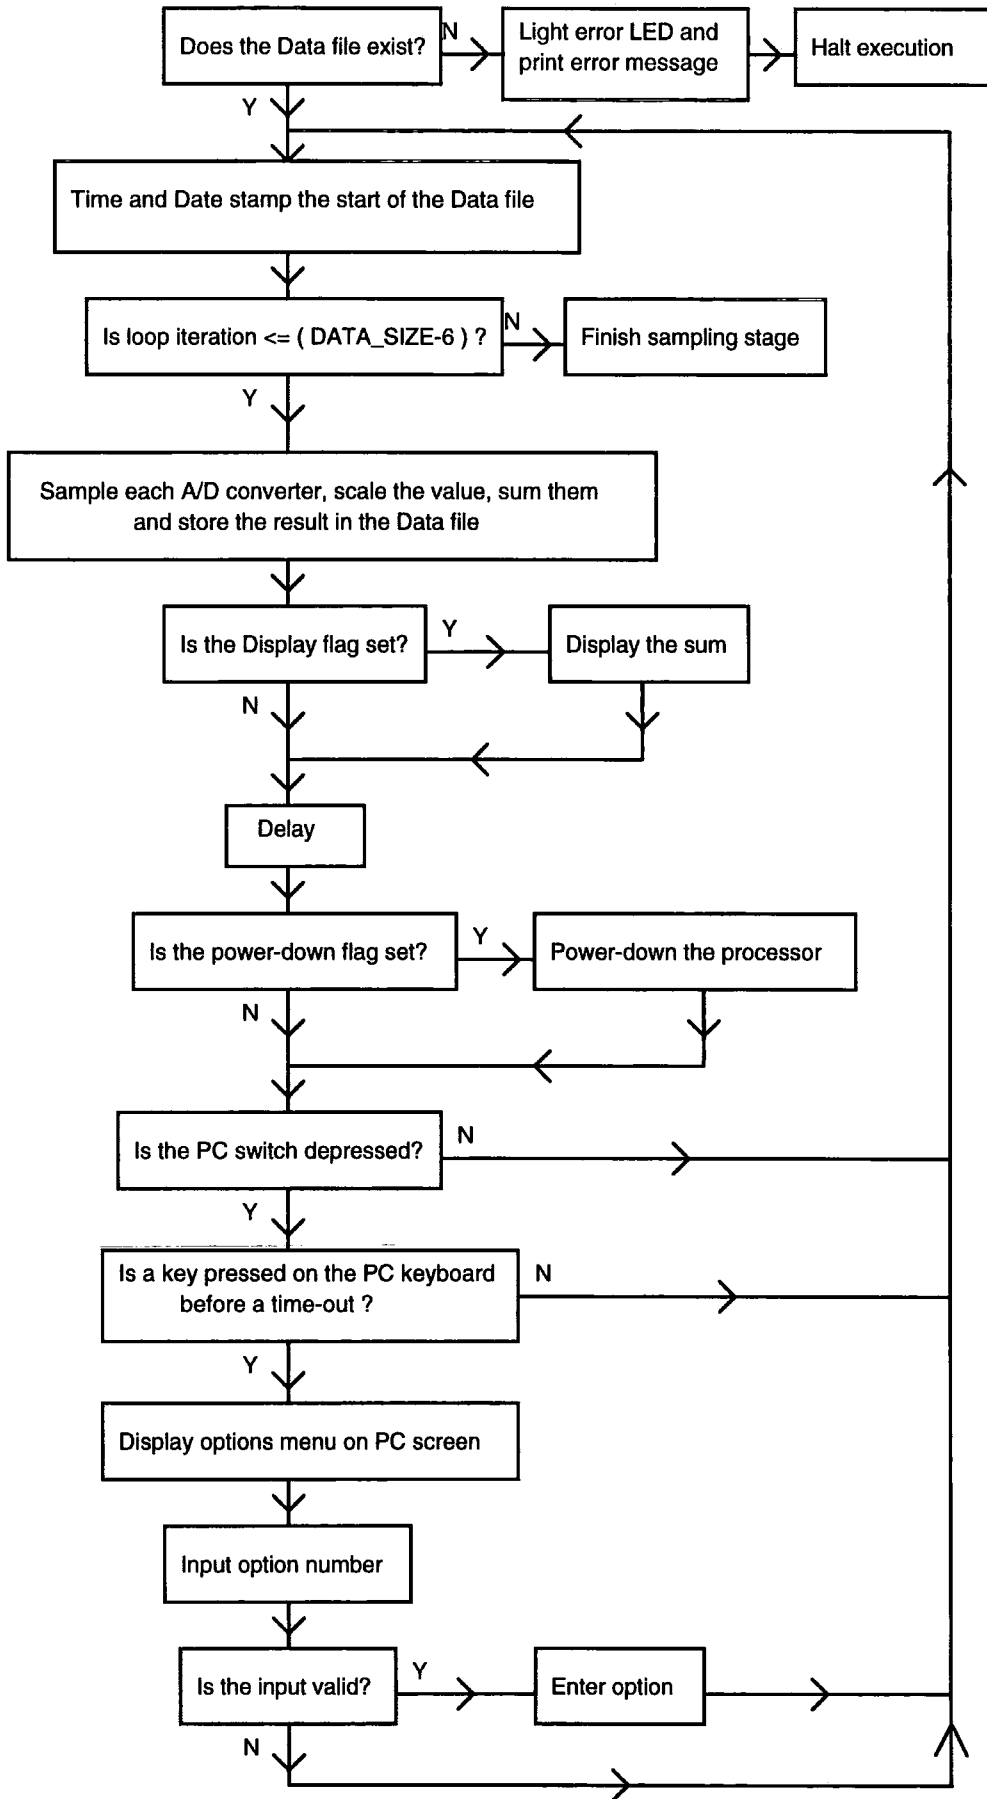 Does the Data file exist?
N
Light error LED and
print error message
Halt execution
Y
Time and Date stamp the start of the Data file
Is loop iteration <= ( DATA_SIZE-6 ) ?
N
Finish sampling stage
Y
Sample each A/D converter, scale the value, sum them
and store the result in the Data file
Is the Display flag set?
Y
Display the sum
N
Delay
Is the power-down flag set?
Y
Power-down the processor
N
Is the PC switch depressed?
N
Y
Is a key pressed on the PC keyboard
before a time-out ?
N
Y
Display options menu on PC screen
Input option number
Is the input valid?
Y
Enter option
N